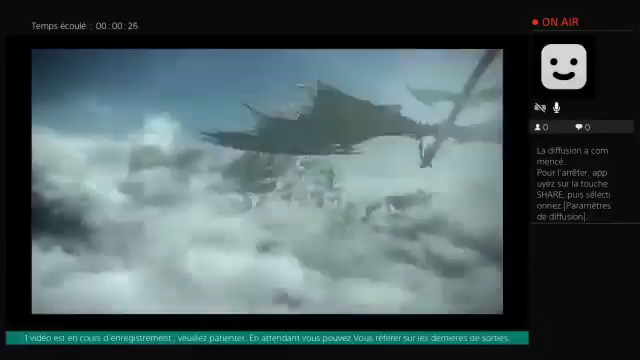 Temps écoulé : 00:00:26
ON AIR
0 0
La diffusion a com
mencé.
Pour l'arrêter, app
uyez sur la touche
SHARE, puis sélecti
onnez [Paramètres
de diffusion].
1 vidéo est en cours d'enregistrement , veuillez patienter. En attendant vous pouvez Vous référer sur les dernières de sorties.